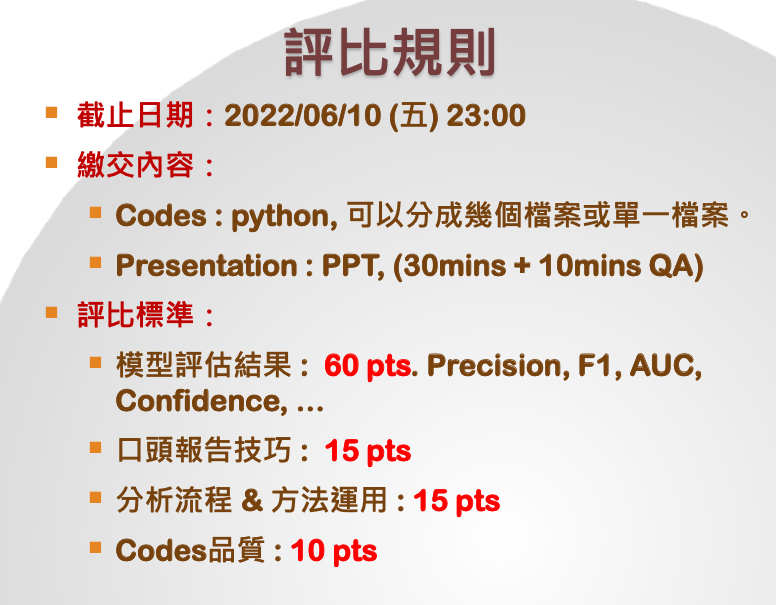 評比規則
截止日期：2022/06/10 (五) 23:00
繳交內容：
Codes : python, 可以分成幾個檔案或單一檔案。
Presentation : PPT, (30mins + 10mins QA)
評比標準：
模型評估結果 : 60 pts. Precision, F1, AUC,
Confidence, …
口頭報告技巧 : 15 pts
分析流程 & 方法運用 : 15 pts
Codes品質 : 10 pts